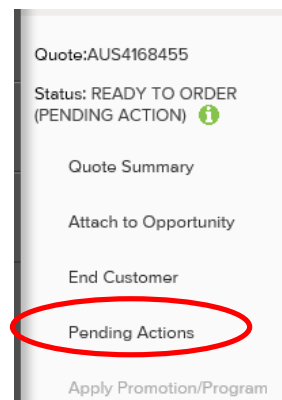 Quote:AUS4168455
Status: READY TO ORDER
(PENDING ACTION)
Quote Summary
Attach to Opportunity
End Customer
Pending Actions
Apply Promotion/Program